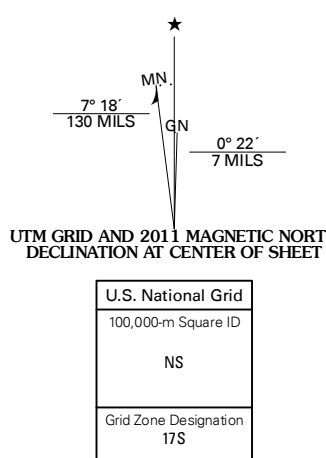 ★
MN.
7° 18´
130 MILS
GN
0° 22´
7 MILS
UTM GRID AND 2011 MAGNETIC NORT
DECLINATION AT CENTER OF SHEET
U.S. National Grid
100,000-m Square ID
NS
Grid Zone Designation
17S